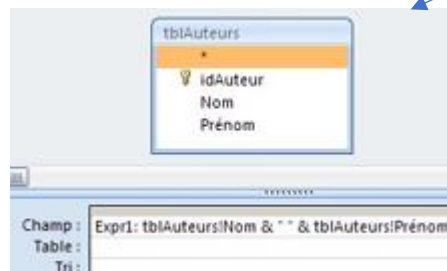 tblAuteurs
*
idAuteur
Nom
Prénom
Champ : Expr1: tblAuteurs!Nom & " " & tblAuteurs!Prénom
Table :
Tri :